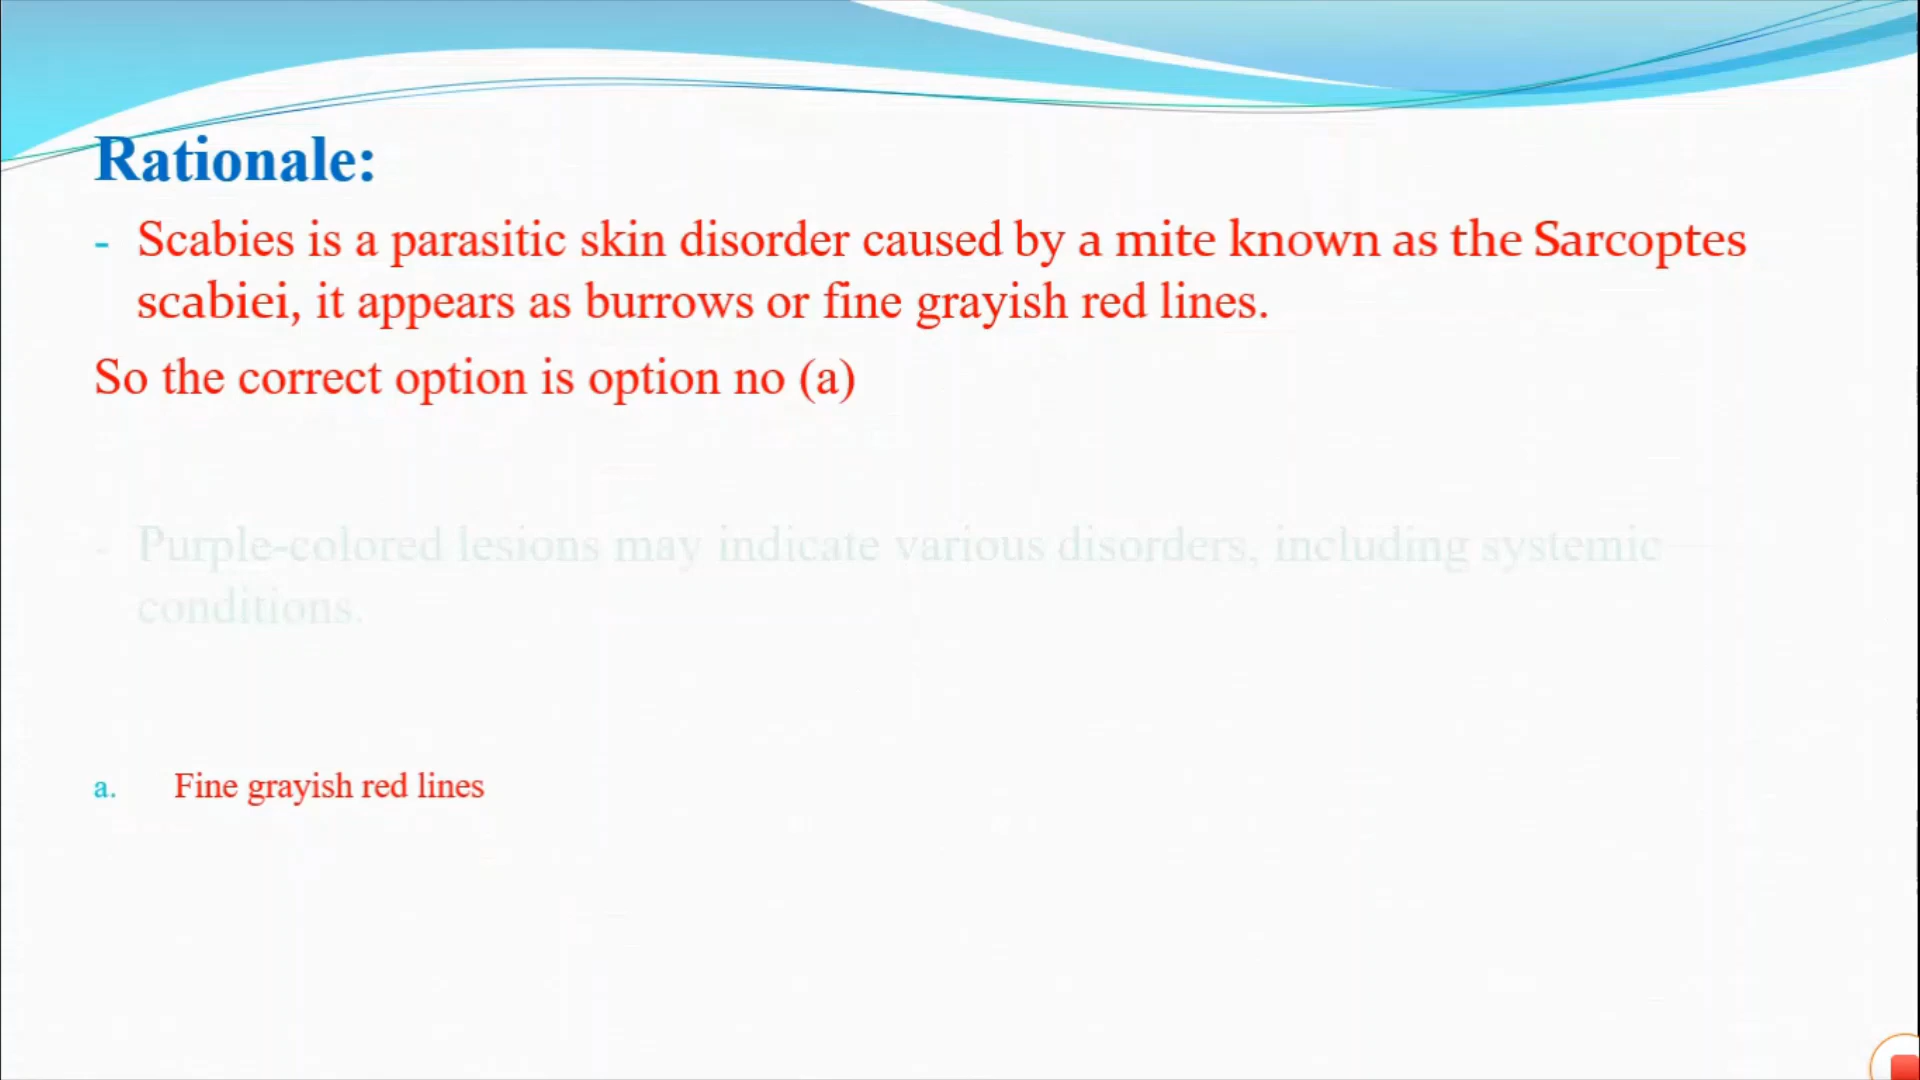 Rationale:
- Scabies is a parasitic skin disorder caused by a mite known as the Sarcoptes
scabiei, it appears as burrows or fine grayish red lines.
So the correct option is option no (a)
- Purple-colored lesions may indicate various disorders, including systemic
conditions.
a. Fine grayish red lines